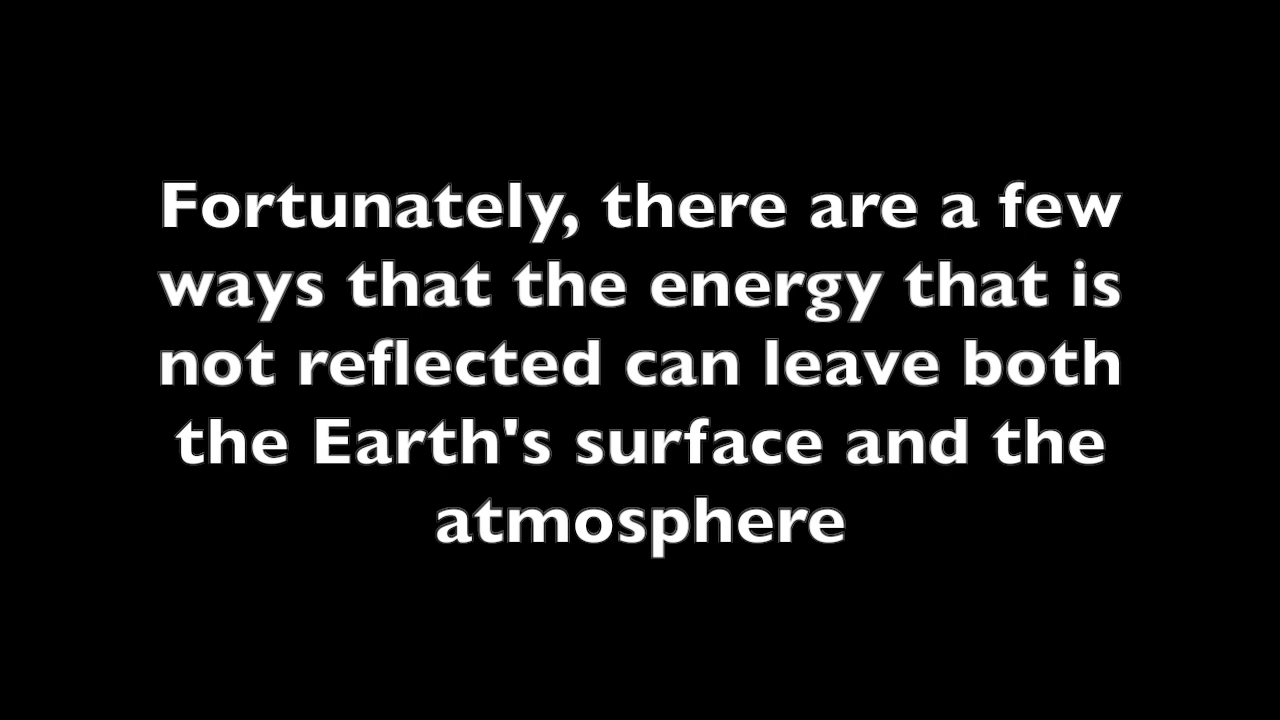 Fortunately, there are a few
ways that the energy that is
not reflected can leave both
the Earth's surface and the
atmosphere